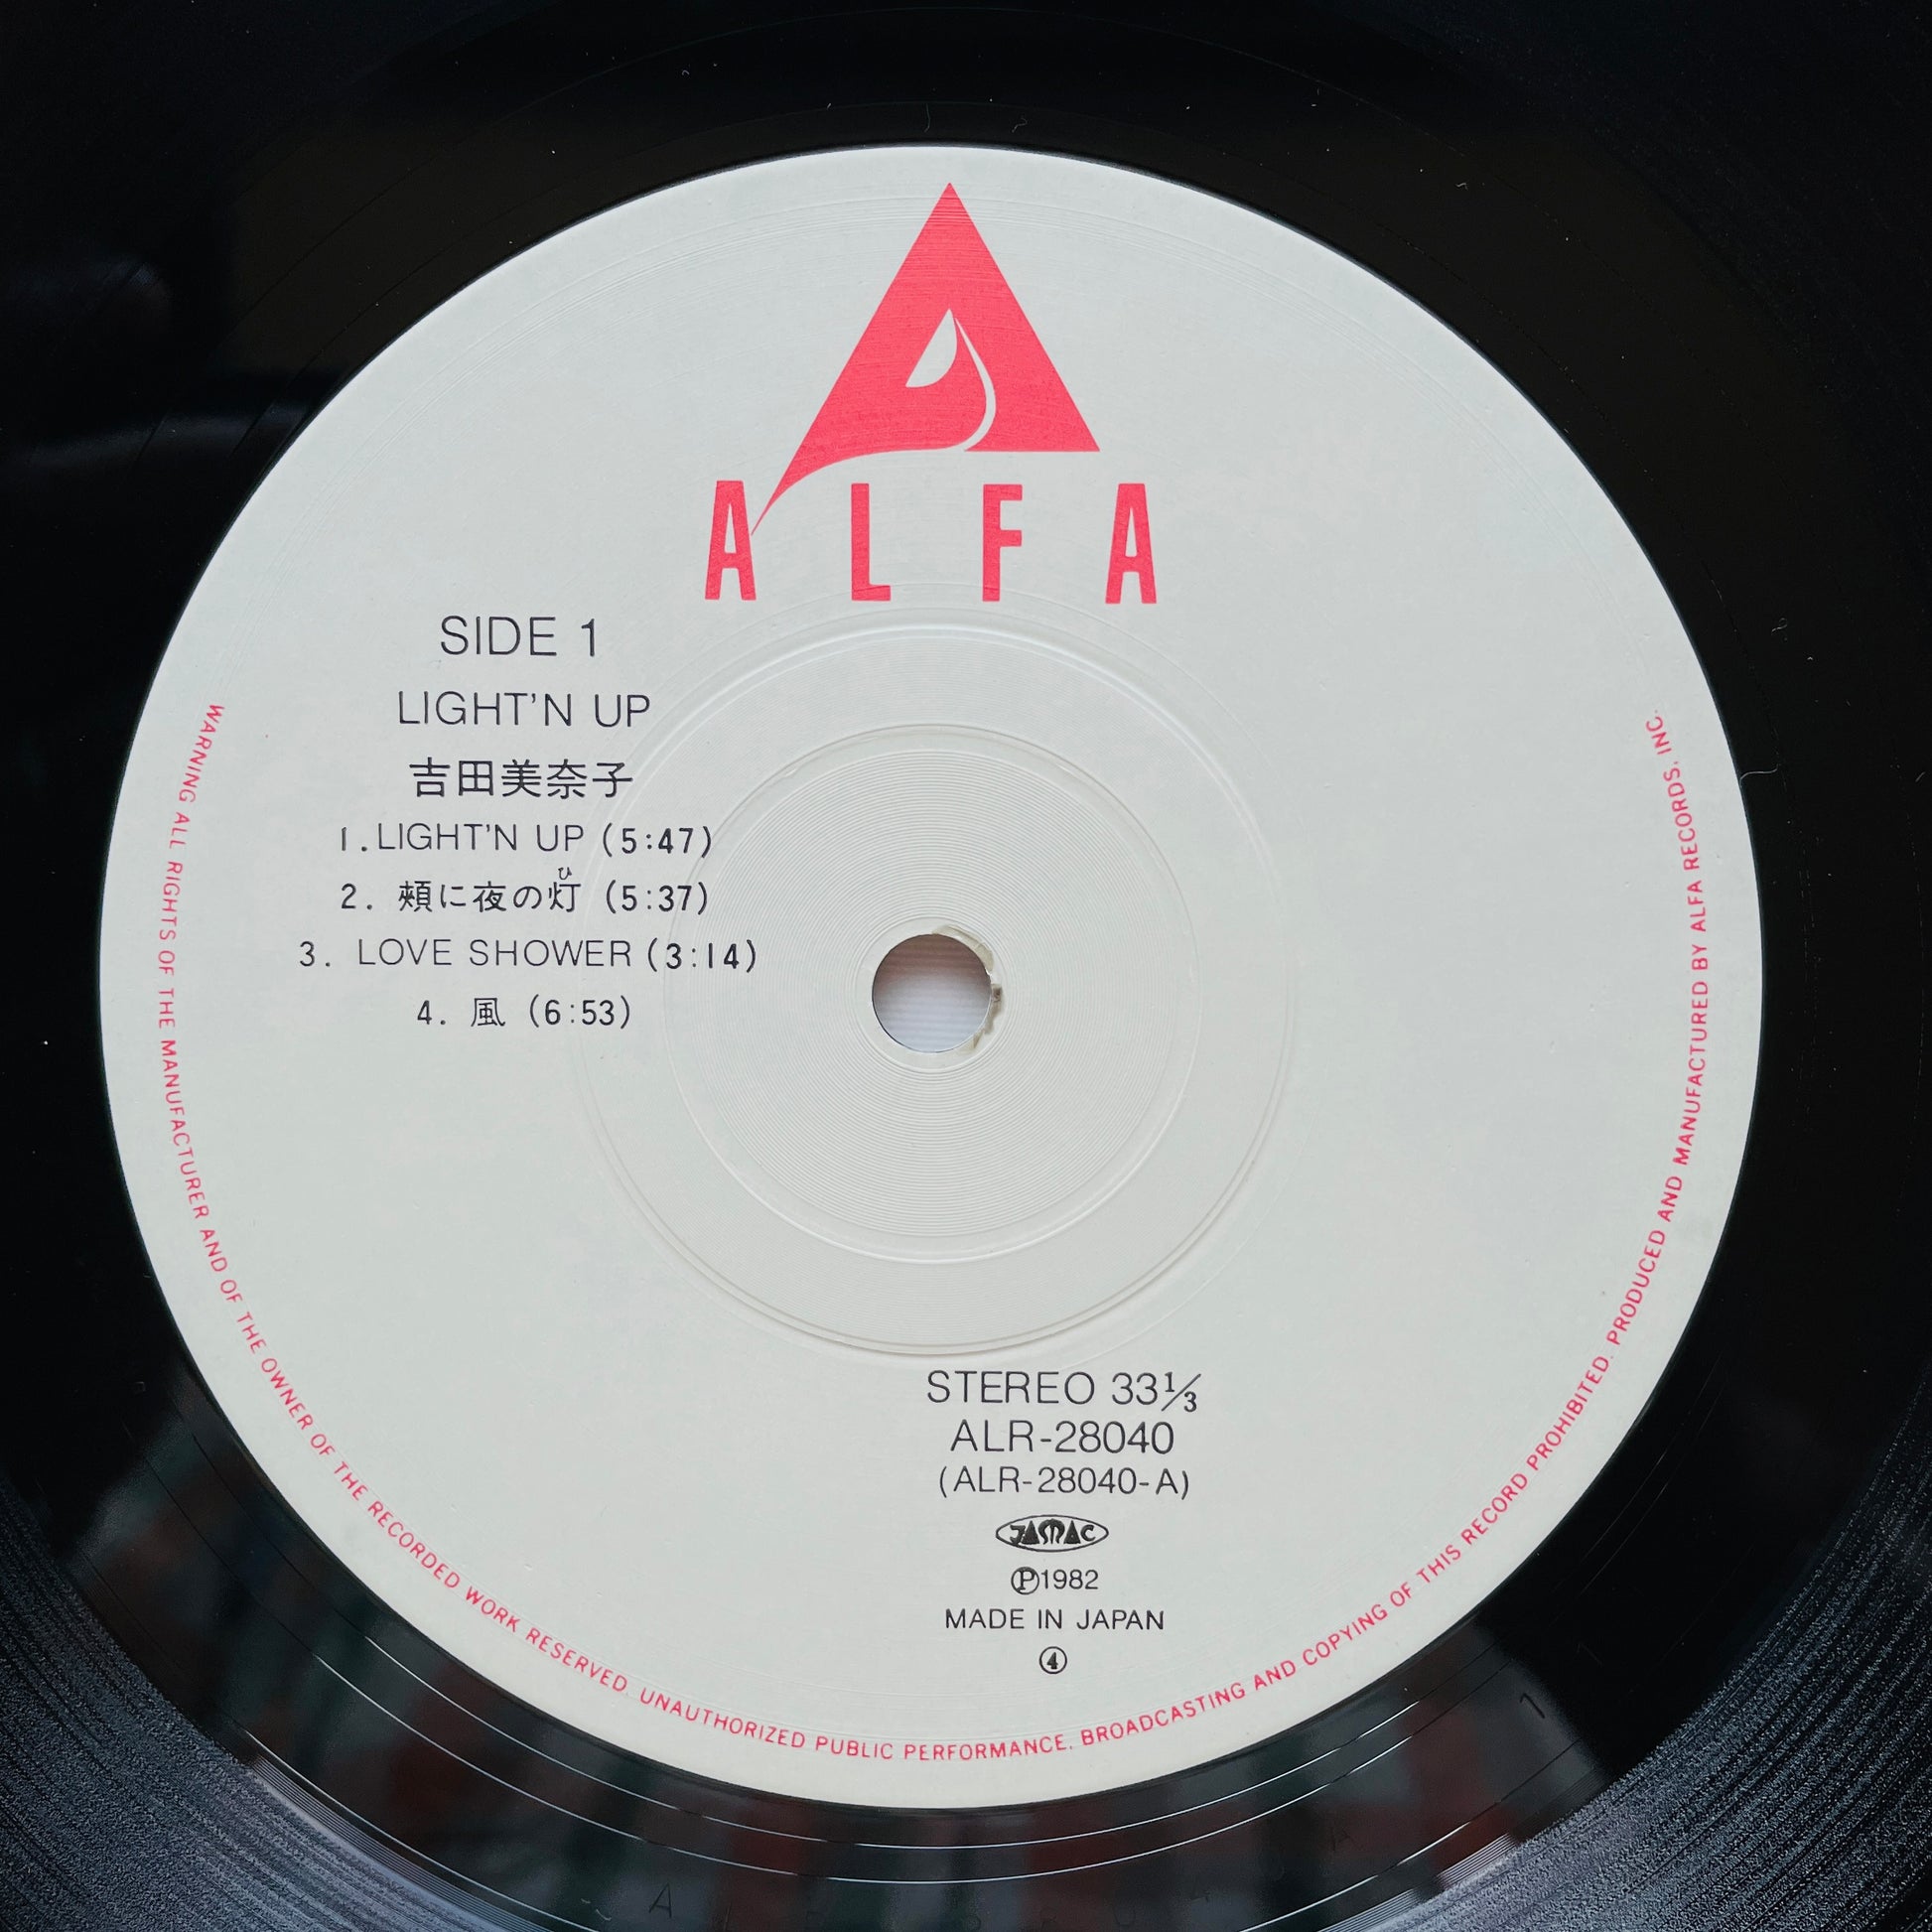 ALFA
SIDE 1
LIGHT'N UP
吉田美奈子
1. LIGHT'N UP (5:47)
ひ
2. 頰に夜の灯 (5:37)
3. LOVE SHOWER (3:14)
4. 風 (6:53)
STEREO 33⅓
ALR-28040
(ALR-28040-A)
JASMAC
Ⓟ1982
MADE IN JAPAN
④
WARNING ALL RIGHTS OF THE MANUFACTURER AND OF THE OWNER OF THE RECORDED WORK RESERVED. UNAUTHORIZED PUBLIC PERFORMANCE. BROADCASTING AND COPYING OF THIS RECORD PROHIBITED. PRODUCED AND MANUFACTURED BY ALFA RECORDS, INC.